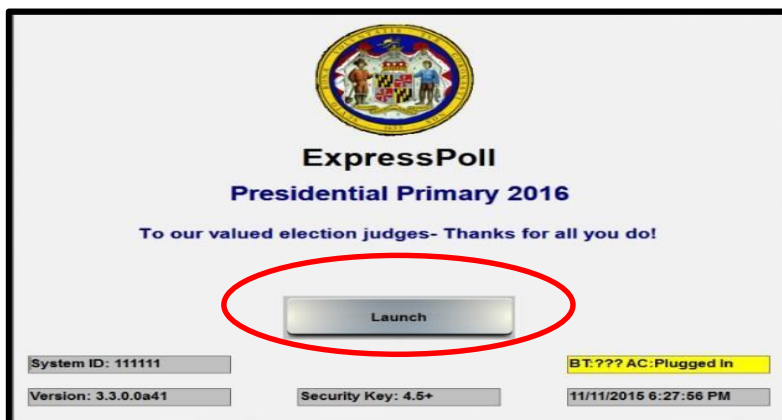 ExpressPoll
Presidential Primary 2016
To our valued election judges- Thanks for all you do!
Launch
System ID: 111111
BT:??? AC:Plugged In
Version: 3.3.0.0a41
Security Key: 4.5+
11/11/2015 6:27:56 PM